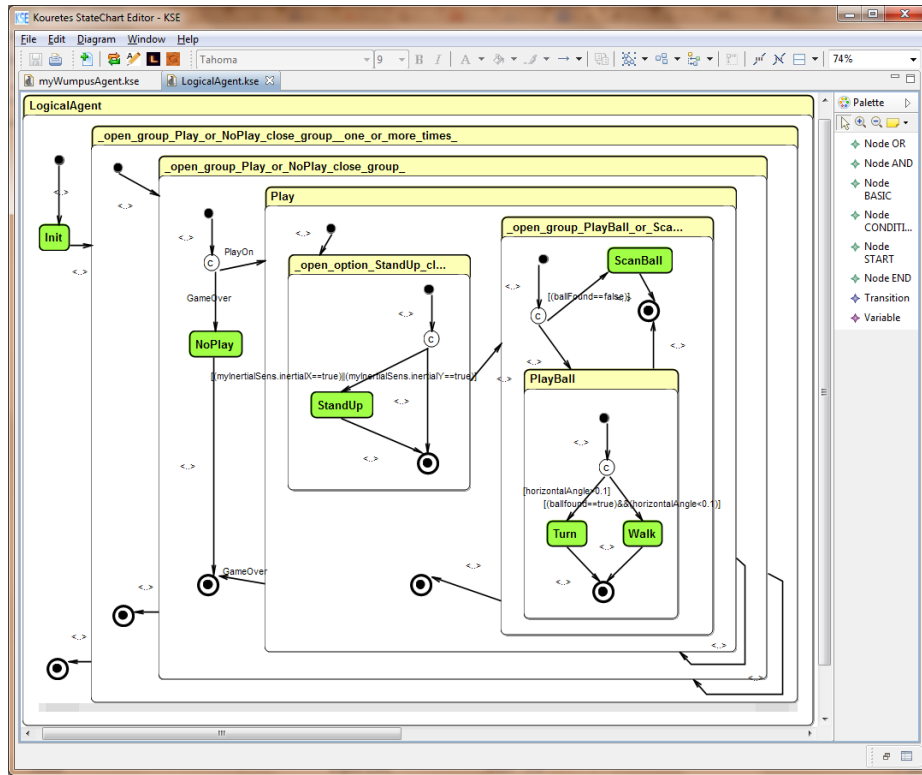 KSE Kouretes StateChart Editor - KSE
File Edit Diagram Window Help
Tahoma 9 B I A 74%
myWumpusAgent.kse LogicalAgent.kse
LogicalAgent
_open_group_Play_or_NoPlay_close_group__one_or_more_times_
_open_group_Play_or_NoPlay_close_group_
Play
_open_group_PlayBall_or_Sca...
_open_option_StandUp_cl...
Init
<..>
<..>
<..>
<..>
C
PlayOn
GameOver
NoPlay
<..>
GameOver
<..>
<..>
<..>
<..>
C
[(myInertialSens.inertialX==true)||(myInertialSens.inertialY==true)]
StandUp
<..>
<..>
<..>
<..>
C
ScanBall
[(ballFound==false)]
<..>
<..>
PlayBall
<..>
C
[horizontalAngle>0.1]
[(ballfound==true)&&(horizontalAngle<0.1)]
Turn
Walk
<..>
<..>
<..>
<..>
<..>
Palette
Node OR
Node AND
Node
BASIC
Node
CONDITI...
Node
START
Node END
Transition
Variable